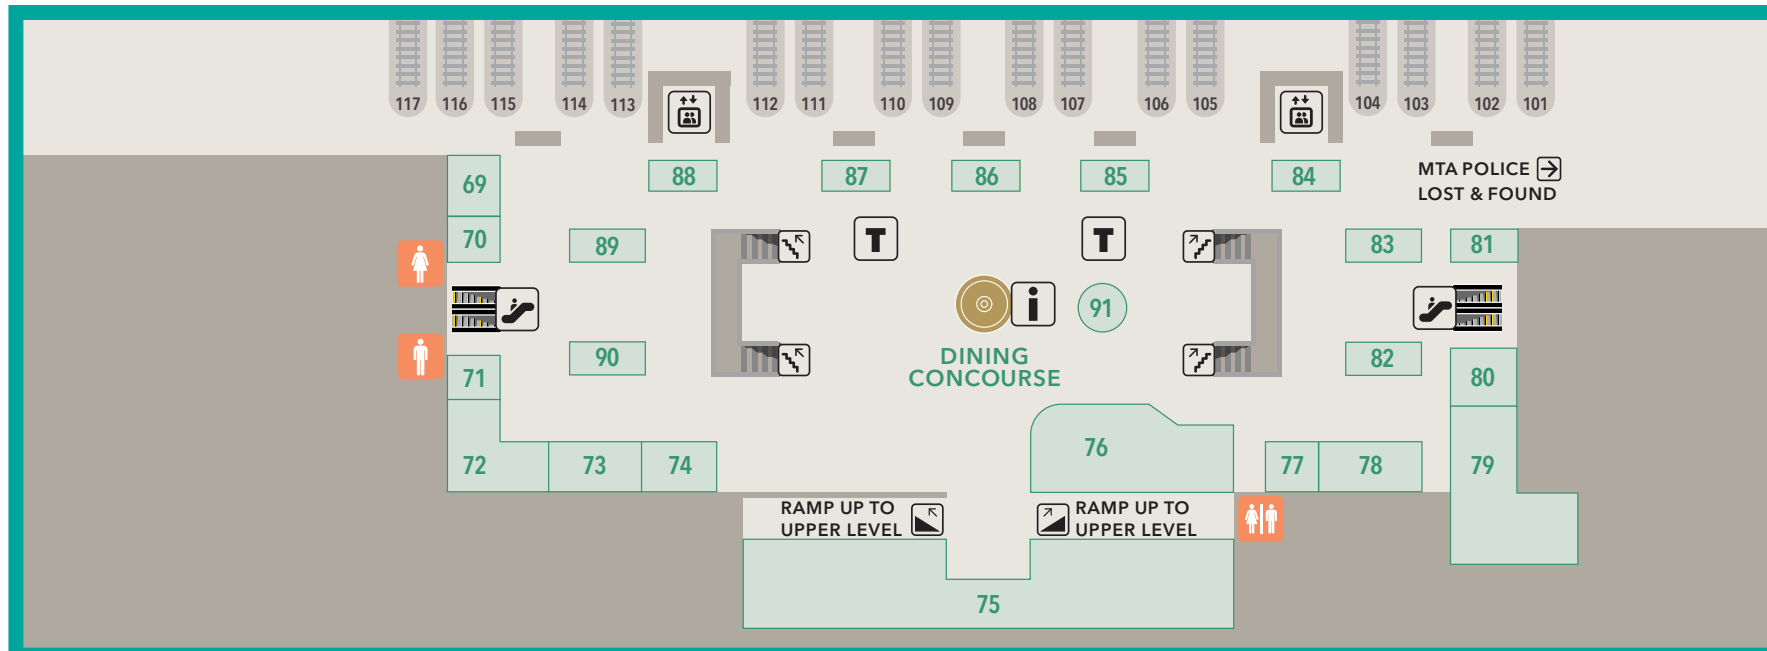 117 116 115 114 113 112 111 110 109 108 107 106 105 104 103 102 101
88 87 86 85 84
MTA POLICE
LOST & FOUND
69
70 89 T T 83 81
i 91
DINING
CONCOURSE
90 82
71 80
76
72 73 74 77 78 79
RAMP UP TO
UPPER LEVEL
RAMP UP TO
UPPER LEVEL
75